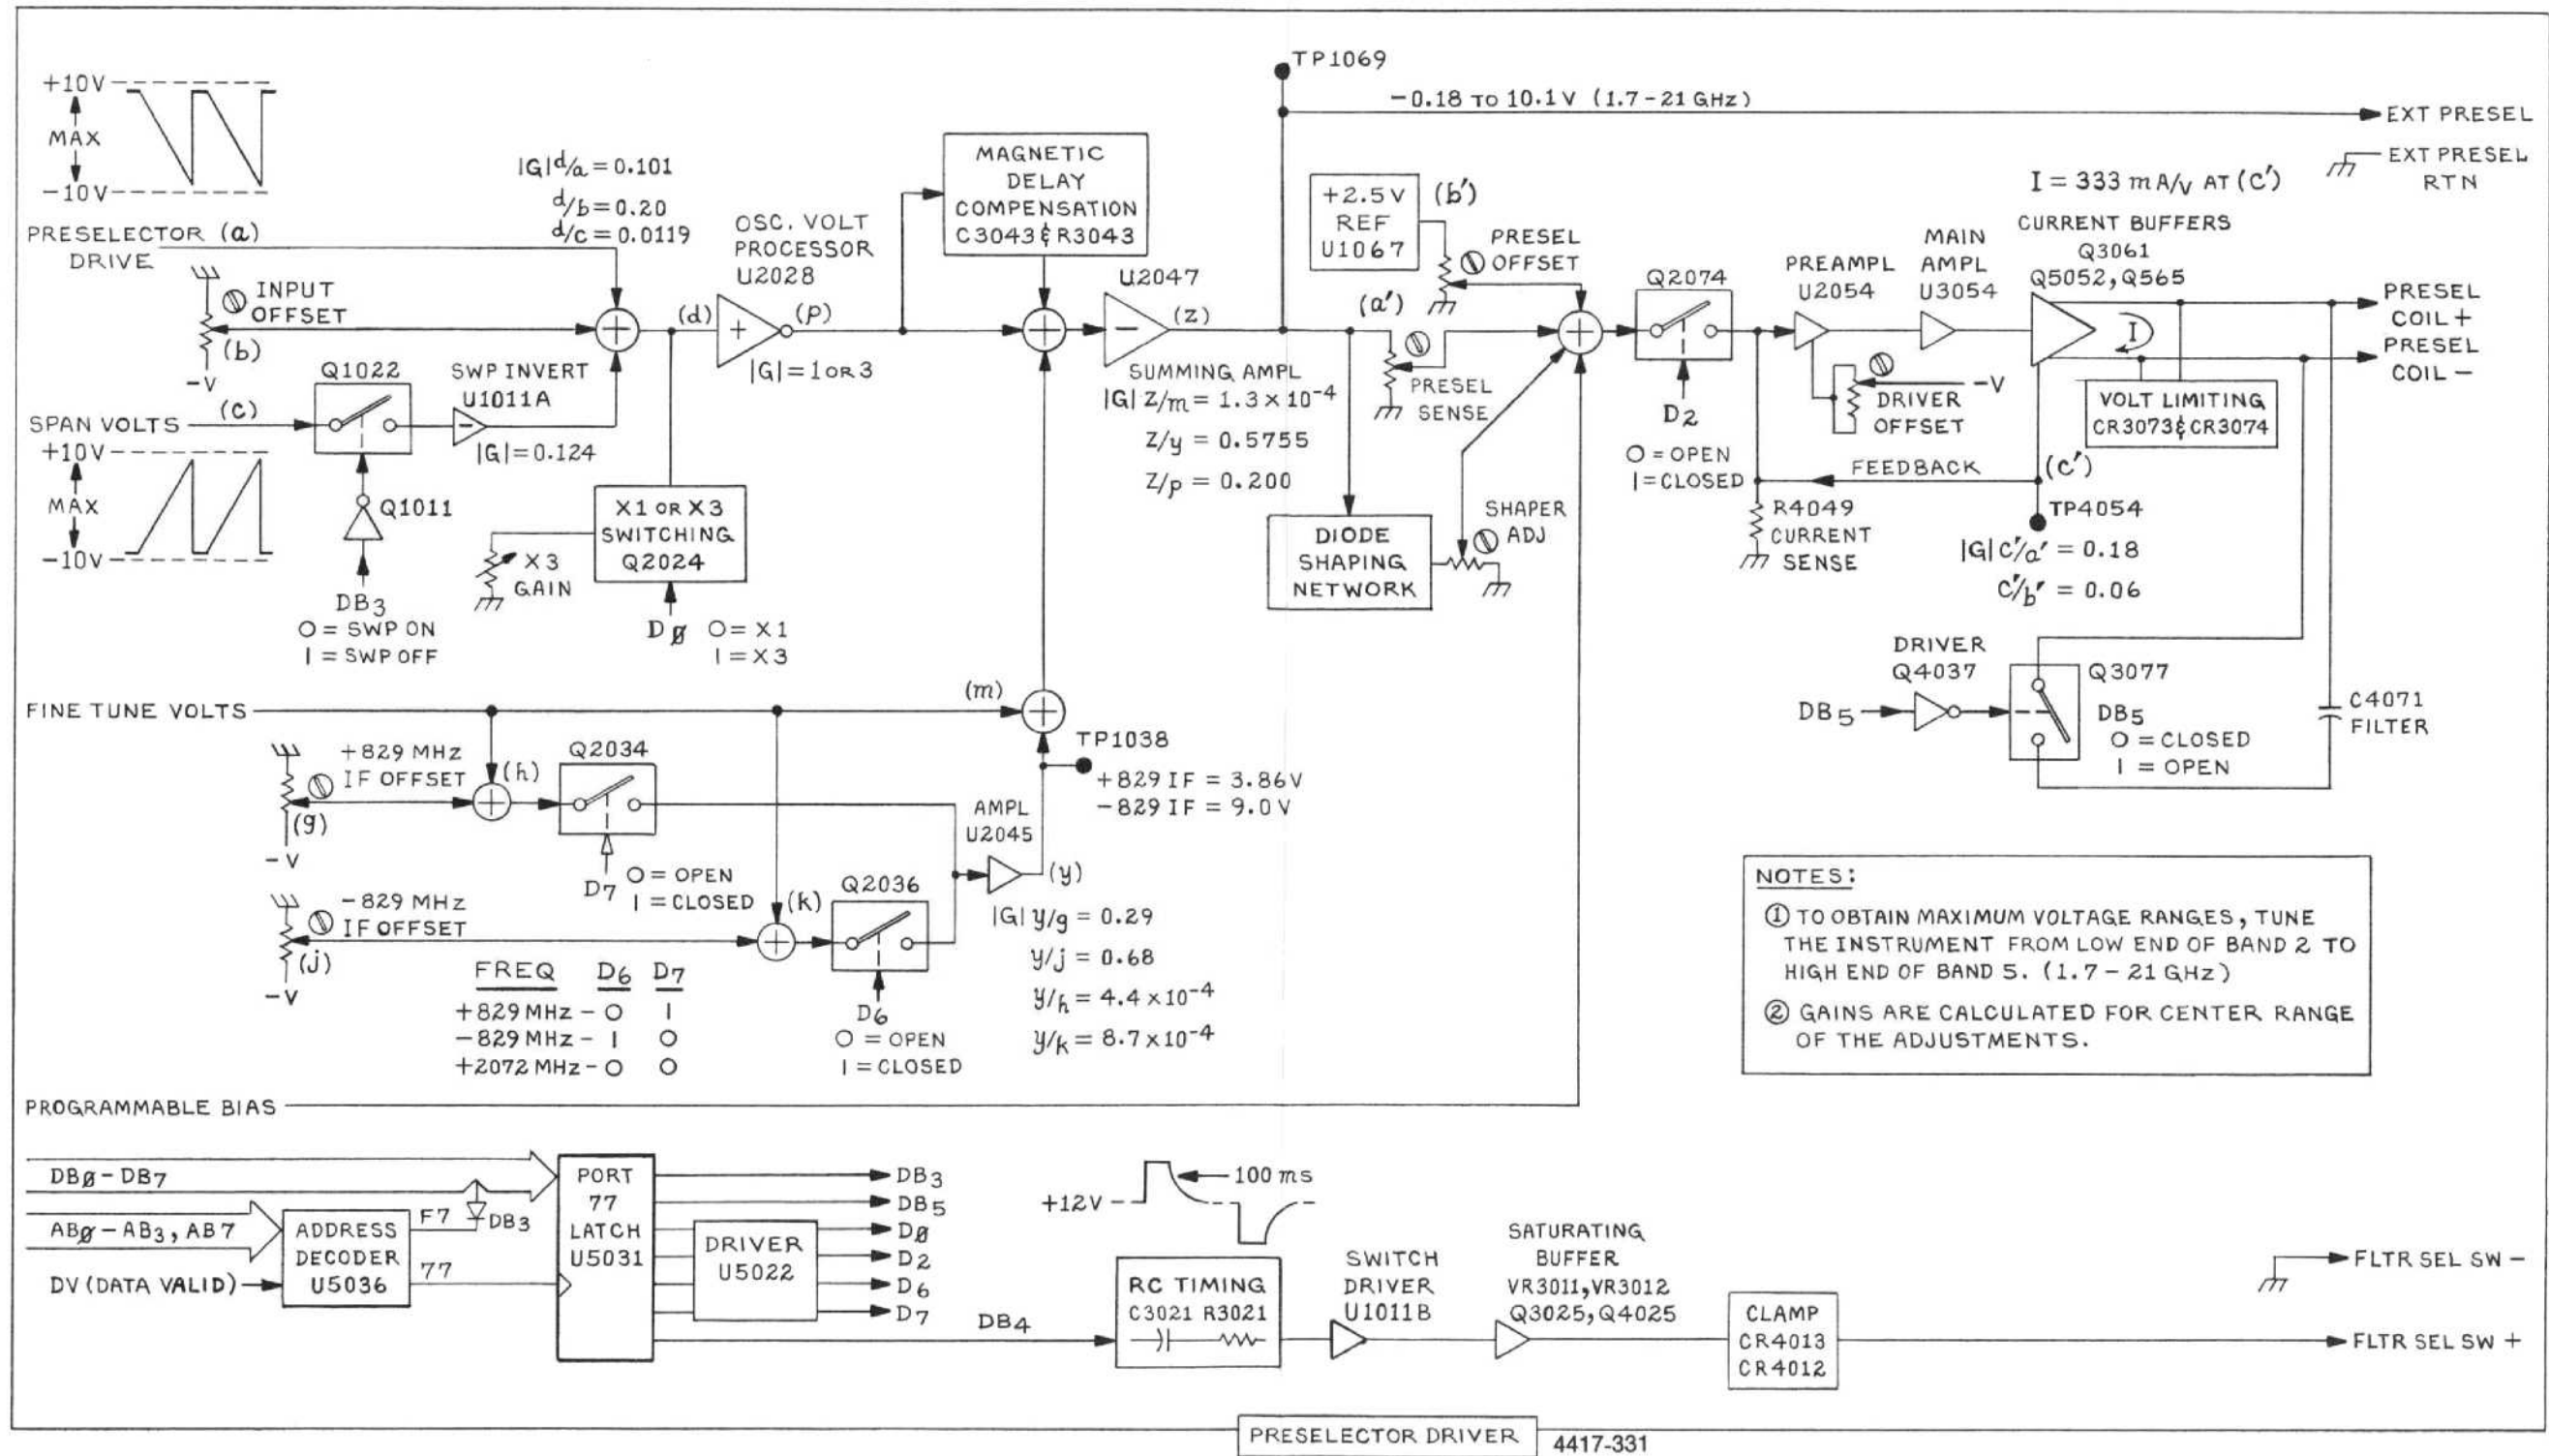 +10V
MAX
-10V
PRESELECTOR (a)
DRIVE
|G| d/a = 0.101
d/b = 0.20
d/c = 0.0119
INPUT
OFFSET
(b)
-V
Q1022
SWP INVERT
U1011A
|G| = 0.124
SPAN VOLTS
(c)
+10V
MAX
-10V
Q1011
DB3
0 = SWP ON
1 = SWP OFF
X1 OR X3
SWITCHING
Q2024
X3
GAIN
DØ 0 = X1
1 = X3
(d)
+
OSC. VOLT
PROCESSOR
U2028
(p)
|G| = 1 OR 3
MAGNETIC
DELAY
COMPENSATION
C3043 & R3043
U2047
-
(z)
SUMMING AMPL
|G| Z/m = 1.3 x 10-4
Z/y = 0.5755
Z/p = 0.200
TP1069
-0.18 TO 10.1V (1.7-21 GHz)
EXT PRESEL
EXT PRESEL
RTN
+2.5V
REF
U1067
(b')
PRESEL
OFFSET
(a')
PRESEL
SENSE
DIODE
SHAPING
NETWORK
SHAPER
ADJ
Q2074
D2
0 = OPEN
1 = CLOSED
PREAMPL
U2054
MAIN
AMPL
U3054
DRIVER
OFFSET
-V
I = 333 mA/V AT (c')
CURRENT BUFFERS
Q3061
Q5052, Q565
I
PRESEL
COIL +
PRESEL
COIL -
VOLT LIMITING
CR3073 & CR3074
FEEDBACK
(c')
R4049
CURRENT
SENSE
TP4054
|G| c'/a' = 0.18
c'/b' = 0.06
DRIVER
Q4037
DB5
Q3077
DB5
0 = CLOSED
1 = OPEN
C4071
FILTER
FINE TUNE VOLTS
(m)
+829 MHz
IF OFFSET
(g)
-V
(h)
Q2034
D7
0 = OPEN
1 = CLOSED
-829 MHz
IF OFFSET
(j)
-V
(k)
Q2036
D6
0 = OPEN
1 = CLOSED
FREQ D6 D7
+829 MHz - 0 1
-829 MHz - 1 0
+2072 MHz - 0 0
TP1038
+829 IF = 3.86V
-829 IF = 9.0V
AMPL
U2045
(y)
|G| y/g = 0.29
y/j = 0.68
y/h = 4.4 x 10-4
y/k = 8.7 x 10-4
NOTES:
① TO OBTAIN MAXIMUM VOLTAGE RANGES, TUNE
THE INSTRUMENT FROM LOW END OF BAND 2 TO
HIGH END OF BAND 5. (1.7 - 21 GHz)
② GAINS ARE CALCULATED FOR CENTER RANGE
OF THE ADJUSTMENTS.
PROGRAMMABLE BIAS
DBØ - DB7
ABØ - AB3, AB7
DV (DATA VALID)
ADDRESS
DECODER
U5036
F7
DB3
77
PORT
77
LATCH
U5031
DRIVER
U5022
DB3
DB5
DØ
D2
D6
D7
DB4
+12V
100 ms
RC TIMING
C3021 R3021
SWITCH
DRIVER
U1011B
SATURATING
BUFFER
VR3011, VR3012
Q3025, Q4025
CLAMP
CR4013
CR4012
FLTR SEL SW -
FLTR SEL SW +
PRESELECTOR DRIVER
4417-331